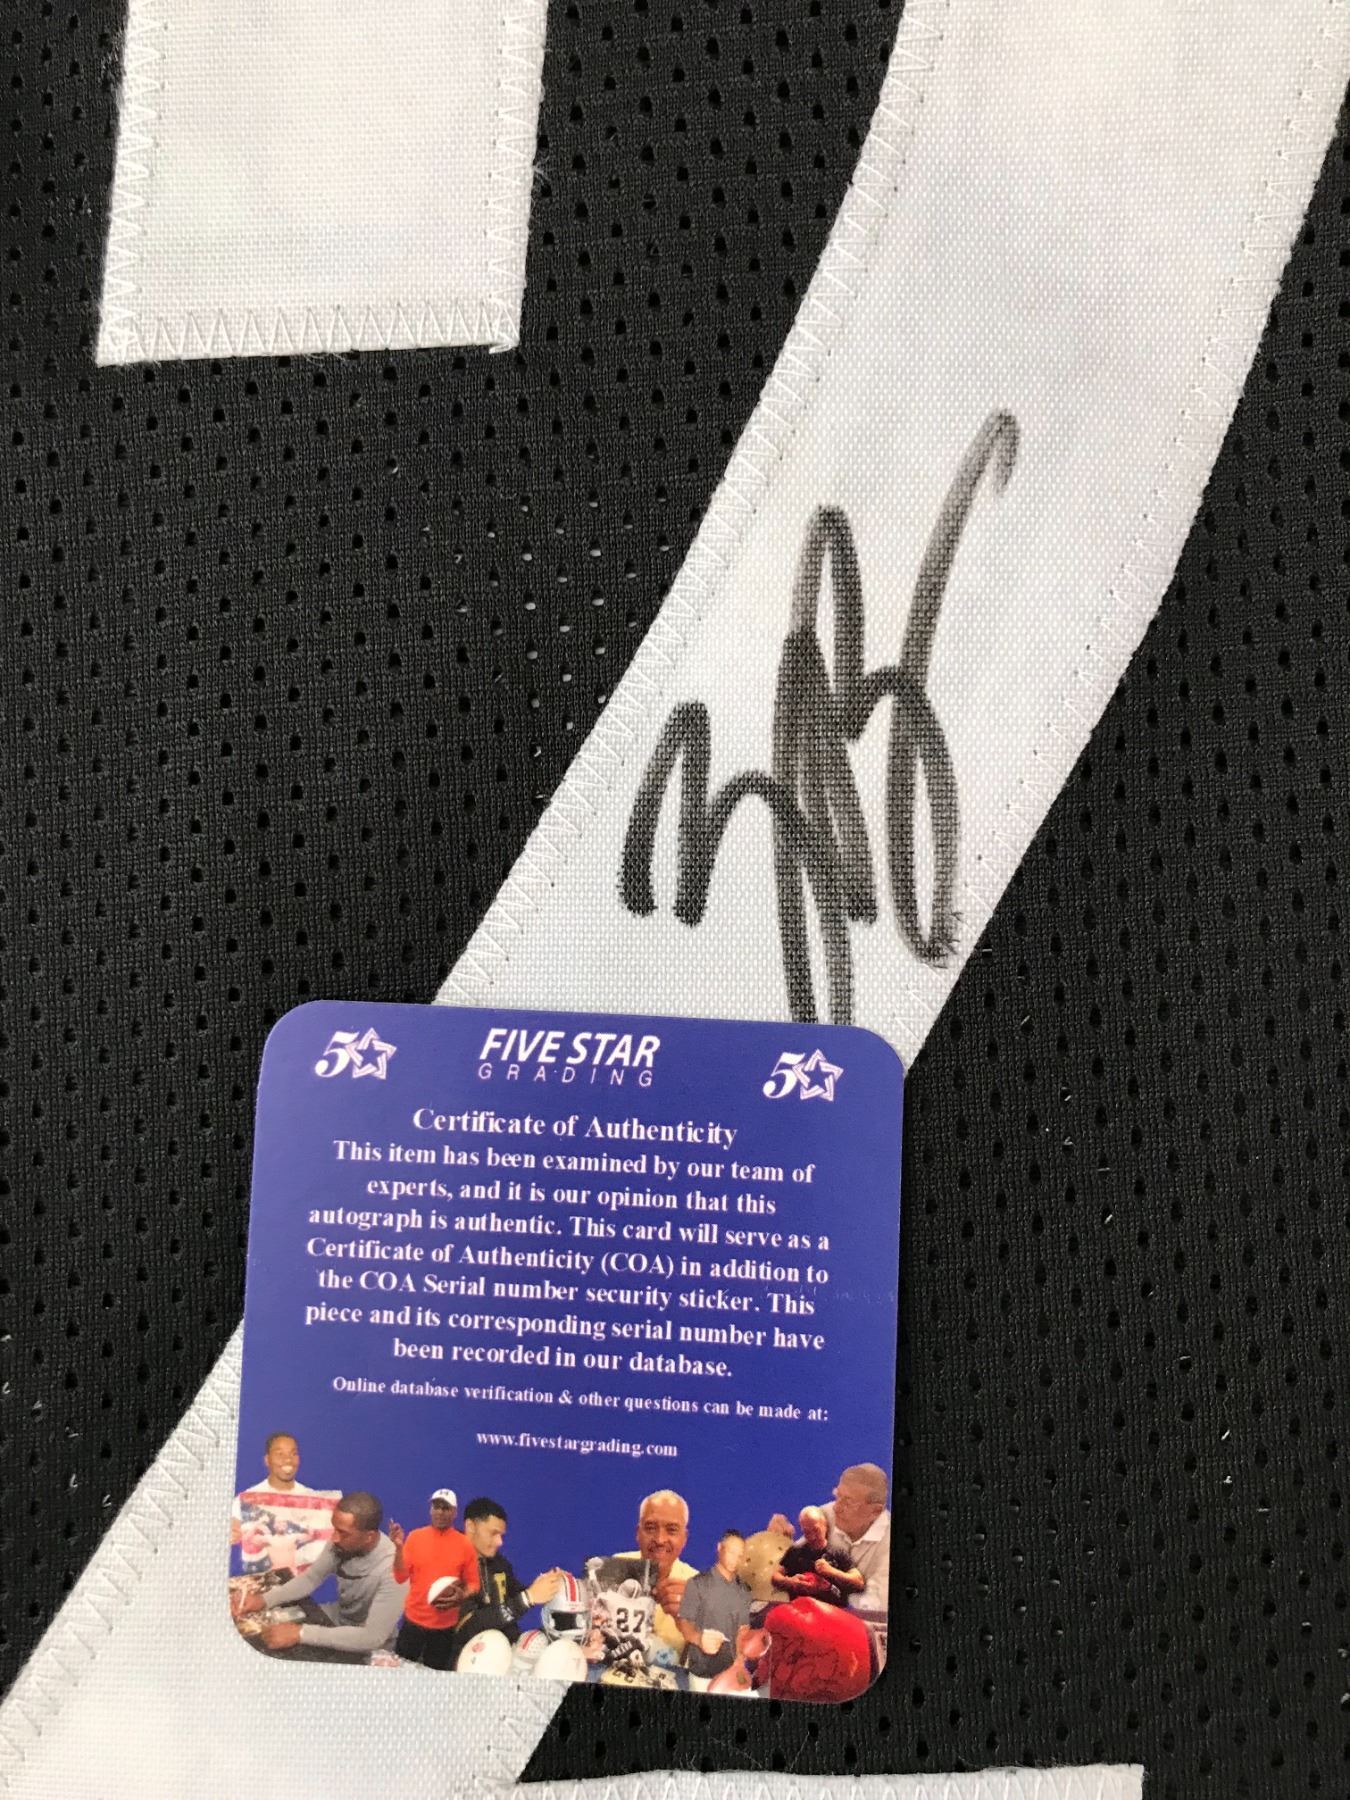 5
FIVE STAR
GRADING
5
Certificate of Authenticity
This item has been examined by our team of
experts, and it is our opinion that this
autograph is authentic. This card will serve as a
Certificate of Authenticity (COA) in addition to
the COA Serial number security sticker. This
piece and its corresponding serial number have
been recorded in our database.
Online database verification & other questions can be made at:
www.fivestargrading.com
27